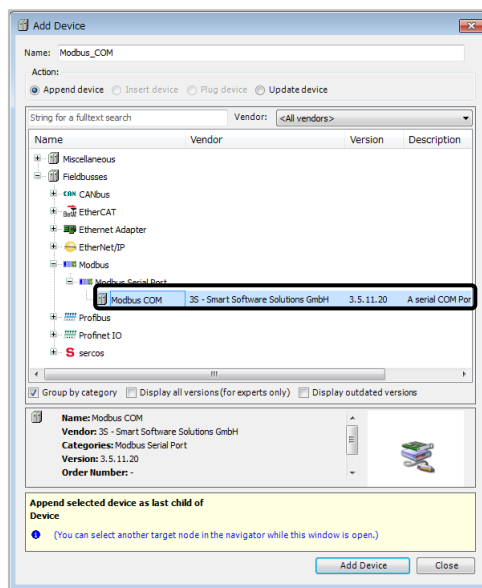 Add Device
Name: Modbus_COM
Action:
Append device Insert device Plug device Update device
String for a fulltext search Vendor: <All vendors>
Name Vendor Version Description
Miscellaneous
Fieldbusses
CAN CANbus
EtherCAT
Ethernet Adapter
EtherNet/IP
Modbus
Modbus Serial Port
Modbus COM 3S - Smart Software Solutions GmbH 3.5.11.20 A serial COM Por
Profibus
Profinet IO
S sercos
Group by category Display all versions (for experts only) Display outdated versions
Name: Modbus COM
Vendor: 3S - Smart Software Solutions GmbH
Categories: Modbus Serial Port
Version: 3.5.11.20
Order Number: -
Append selected device as last child of
Device
(You can select another target node in the navigator while this window is open.)
Add Device Close